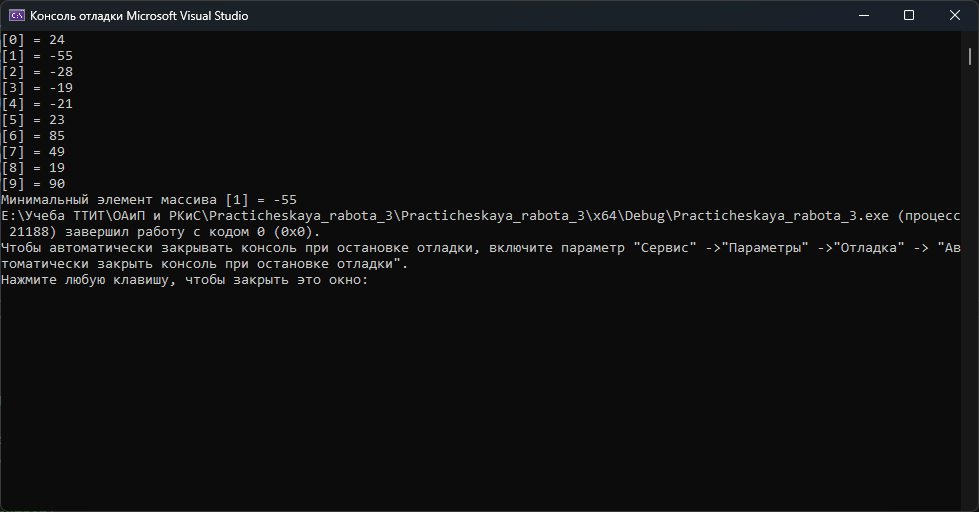 Консоль отладки Microsoft Visual Studio
[0] = 24
[1] = -55
[2] = -28
[3] = -19
[4] = -21
[5] = 23
[6] = 85
[7] = 49
[8] = 19
[9] = 90
Минимальный элемент массива [1] = -55
E:\Учеба ТТИТ\ОАиП и РКиС\Practicheskaya_rabota_3\Practicheskaya_rabota_3\x64\Debug\Practicheskaya_rabota_3.exe (процесс
21188) завершил работу с кодом 0 (0x0).
Чтобы автоматически закрывать консоль при остановке отладки, включите параметр "Сервис" ->"Параметры" ->"Отладка" -> "Ав
томатически закрыть консоль при остановке отладки".
Нажмите любую клавишу, чтобы закрыть это окно: